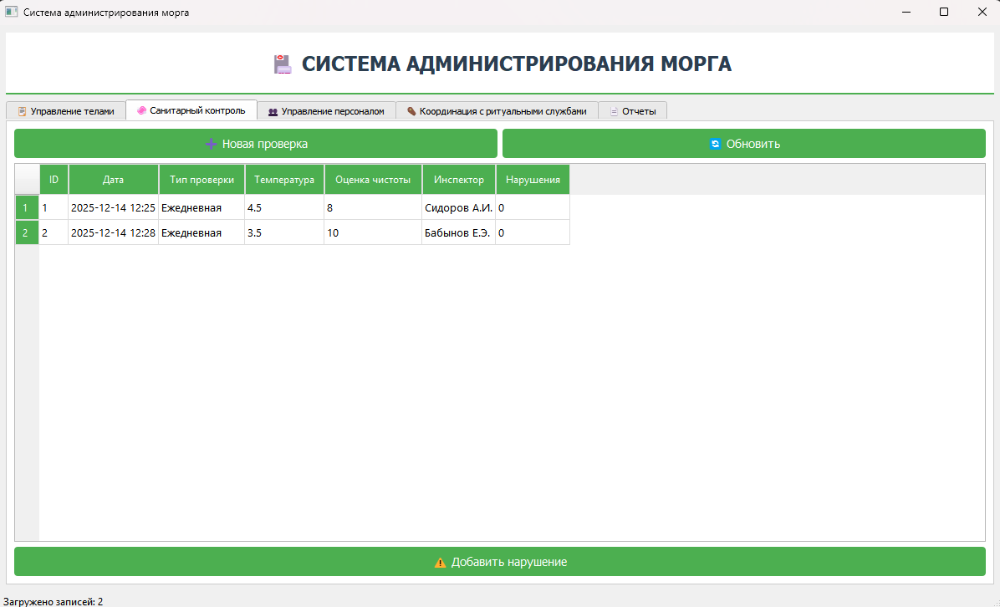 Система администрирования морга
СИСТЕМА АДМИНИСТРИРОВАНИЯ МОРГА
Управление телами Санитарный контроль Управление персоналом Координация с ритуальными службами Отчеты
Новая проверка Обновить
ID Дата Тип проверки Температура Оценка чистоты Инспектор Нарушения
1 1 2025-12-14 12:25 Ежедневная 4.5 8 Сидоров А.И. 0
2 2 2025-12-14 12:28 Ежедневная 3.5 10 Бабынов Е.Э. 0
Добавить нарушение
Загружено записей: 2